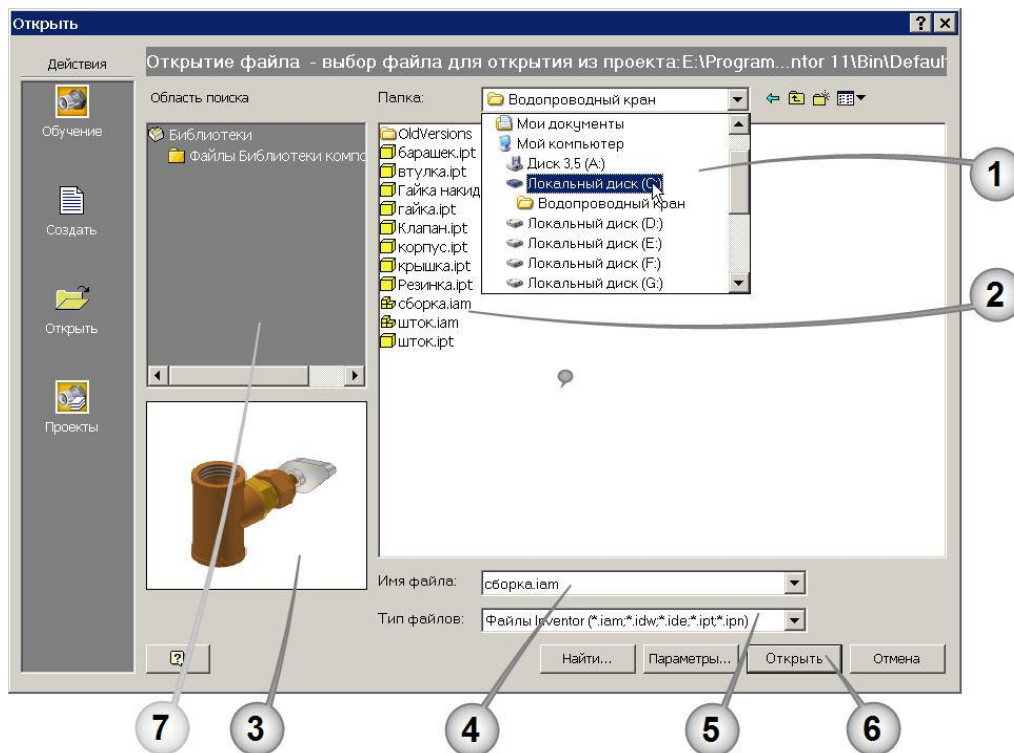 Открыть
Действия
Открытие файла - выбор файла для открытия из проекта:E:\Program...ntor 11\Bin\Defaul
Обучение
Создать
Открыть
Проекты
Область поиска
Библиотеки
Файлы Библиотеки компо
Папка:
Водопроводный кран
Мои документы
Мой компьютер
Диск 3,5 (A:)
Локальный диск (C:)
Водопроводный кран
Локальный диск (D:)
Локальный диск (E:)
Локальный диск (F:)
Локальный диск (G:)
OldVersions
барашек.ipt
втулка.ipt
Гайка накид
гайка.ipt
Клапан.ipt
корпус.ipt
крышка.ipt
Резинка.ipt
сборка.iam
шток.iam
шток.ipt
1
2
Имя файла:
сборка.iam
Тип файлов:
Файлы Inventor (*.iam;*.idw;*.ide;*.ipt;*.ipn)
Найти...
Параметры...
Открыть
Отмена
7
3
4
5
6